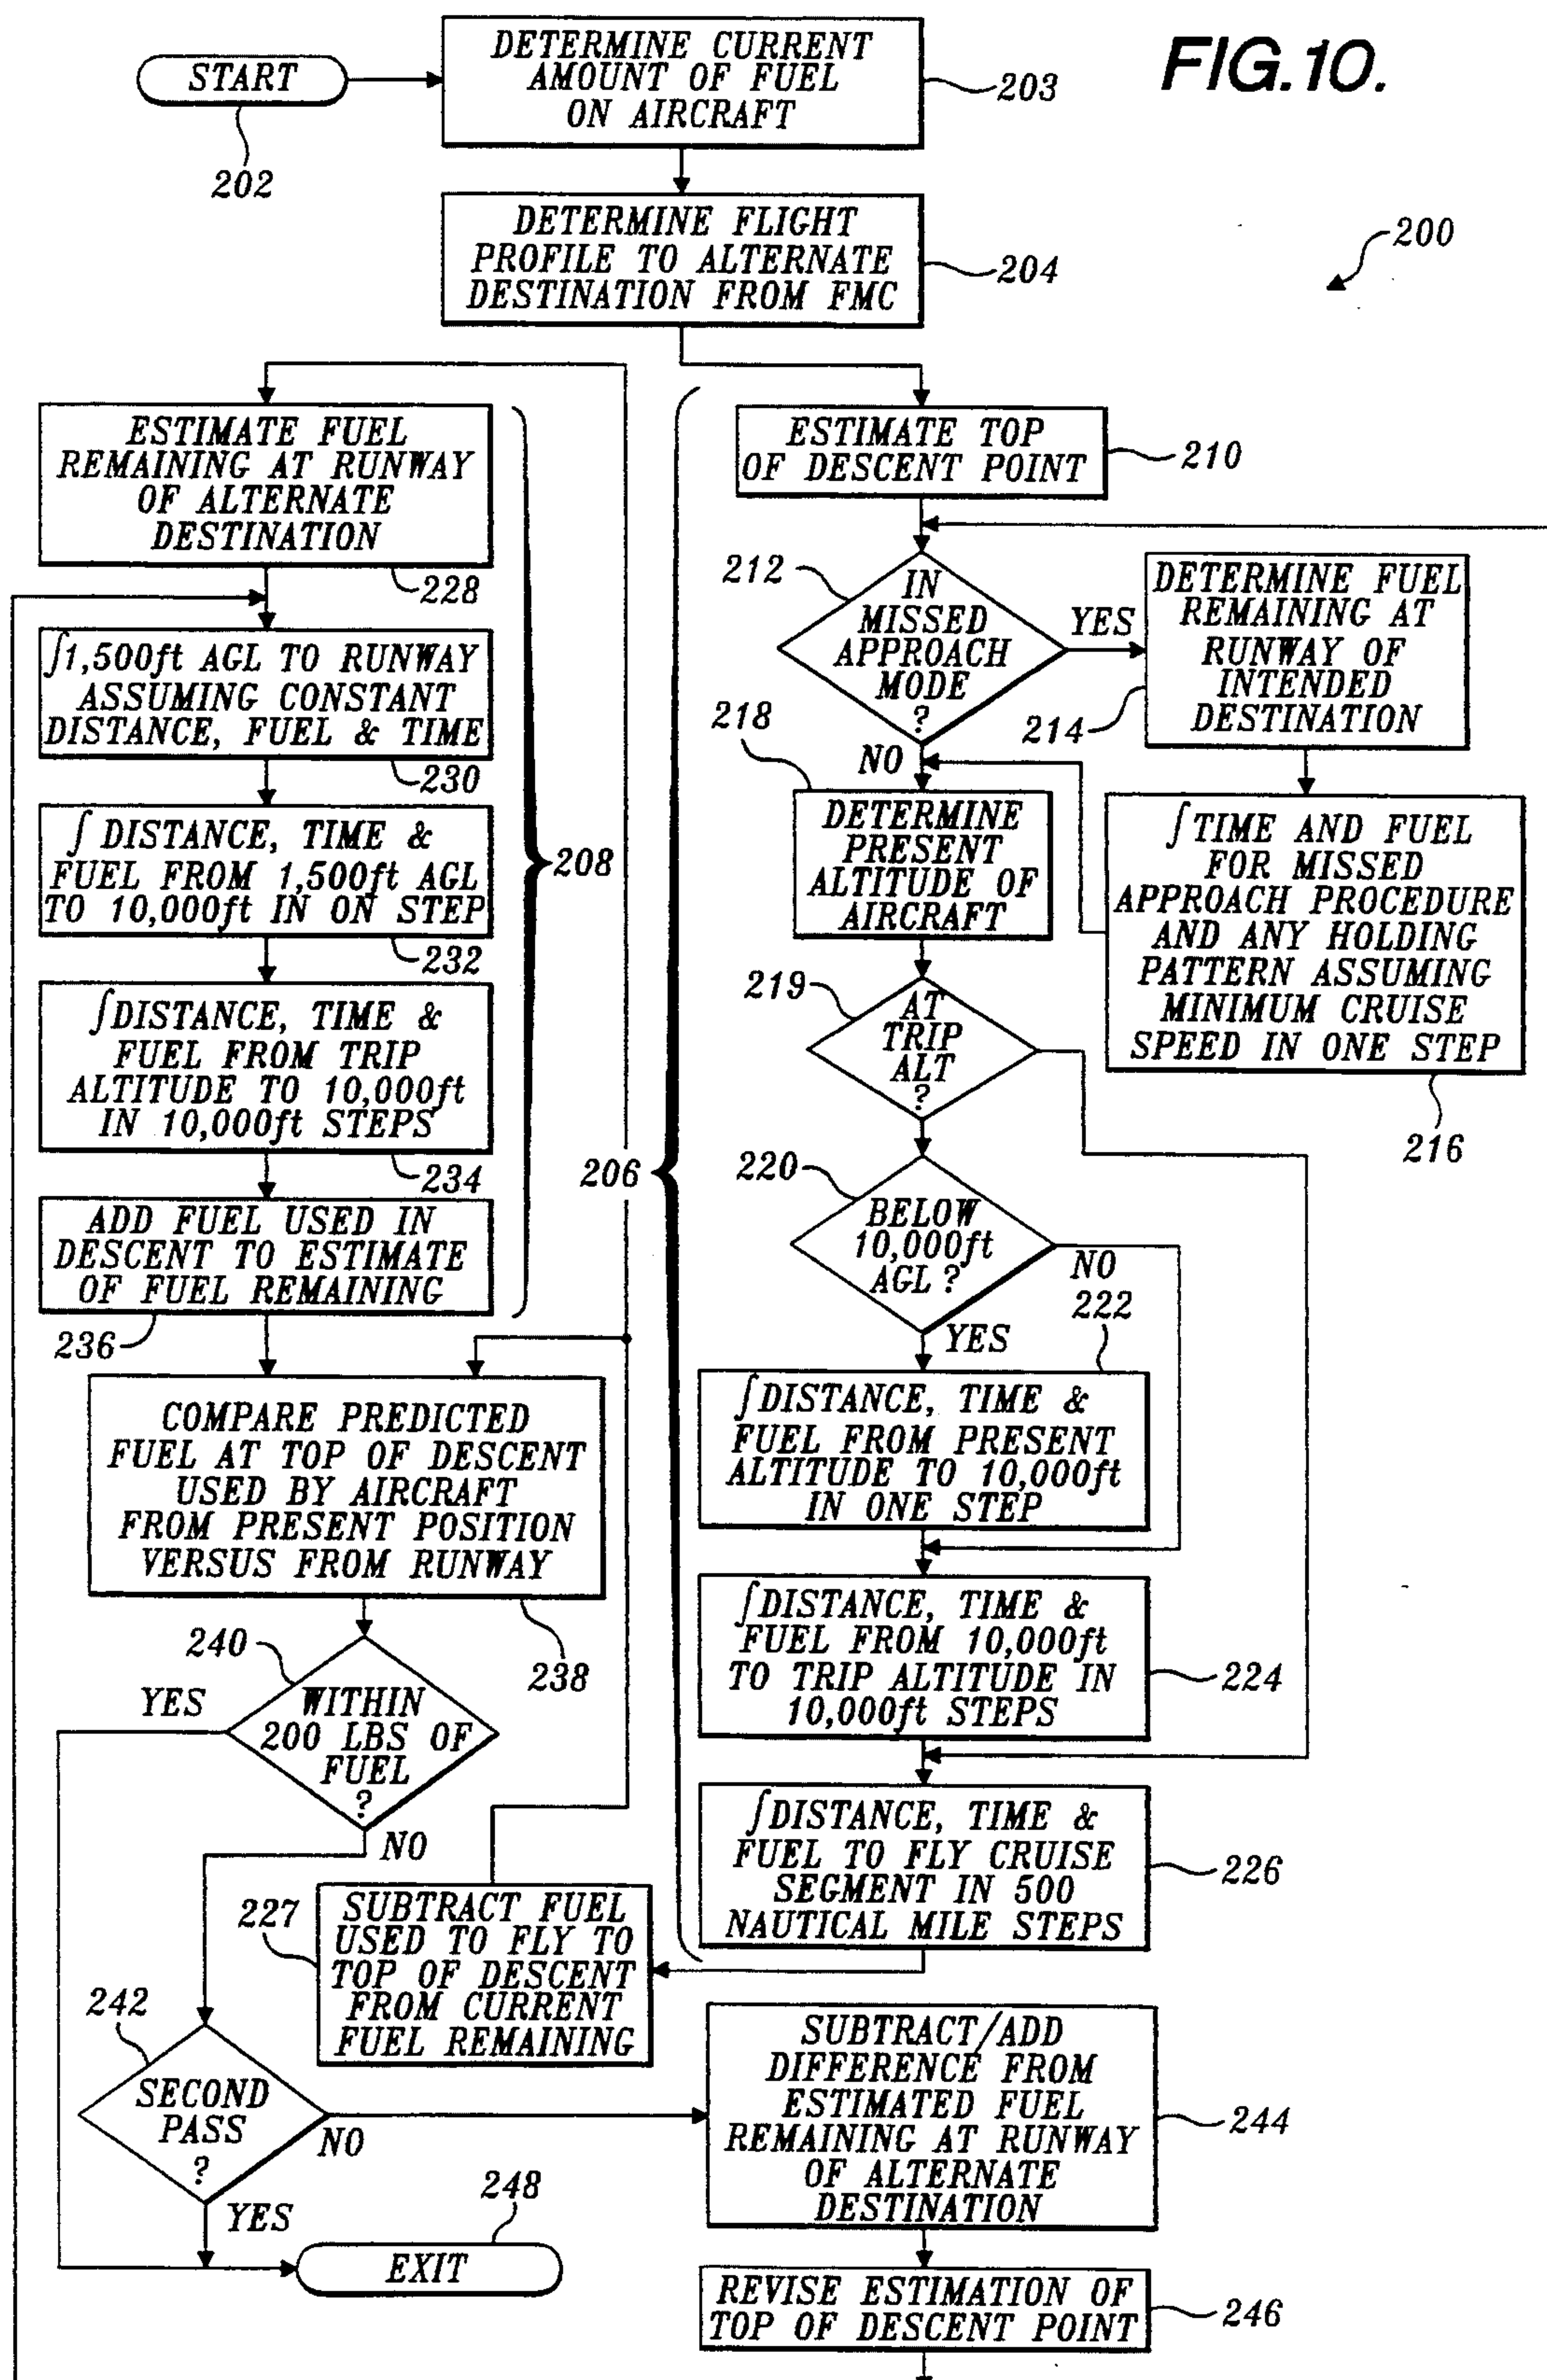 FIG.10.
START
202
DETERMINE CURRENT
AMOUNT OF FUEL
ON AIRCRAFT
203
DETERMINE FLIGHT
PROFILE TO ALTERNATE
DESTINATION FROM FMC
204
200
ESTIMATE FUEL
REMAINING AT RUNWAY
OF ALTERNATE
DESTINATION
228
∫1,500ft AGL TO RUNWAY
ASSUMING CONSTANT
DISTANCE, FUEL & TIME
230
∫ DISTANCE, TIME &
FUEL FROM 1,500ft AGL
TO 10,000ft IN ON STEP
232
∫DISTANCE, TIME &
FUEL FROM TRIP
ALTITUDE TO 10,000ft
IN 10,000ft STEPS
234
ADD FUEL USED IN
DESCENT TO ESTIMATE
OF FUEL REMAINING
236
208
206
ESTIMATE TOP
OF DESCENT POINT
210
212
IN
MISSED
APPROACH
MODE
?
YES
NO
DETERMINE FUEL
REMAINING AT
RUNWAY OF
INTENDED
DESTINATION
214
∫TIME AND FUEL
FOR MISSED
APPROACH PROCEDURE
AND ANY HOLDING
PATTERN ASSUMING
MINIMUM CRUISE
SPEED IN ONE STEP
216
218
DETERMINE
PRESENT
ALTITUDE OF
AIRCRAFT
219
AT
TRIP
ALT
?
220
BELOW
10,000ft
AGL ?
NO
YES
222
∫DISTANCE, TIME &
FUEL FROM PRESENT
ALTITUDE TO 10,000ft
IN ONE STEP
∫DISTANCE, TIME &
FUEL FROM 10,000ft
TO TRIP ALTITUDE IN
10,000ft STEPS
224
∫DISTANCE, TIME &
FUEL TO FLY CRUISE
SEGMENT IN 500
NAUTICAL MILE STEPS
226
COMPARE PREDICTED
FUEL AT TOP OF DESCENT
USED BY AIRCRAFT
FROM PRESENT POSITION
VERSUS FROM RUNWAY
238
240
WITHIN
200 LBS OF
FUEL
?
YES
NO
227
SUBTRACT FUEL
USED TO FLY TO
TOP OF DESCENT
FROM CURRENT
FUEL REMAINING
242
SECOND
PASS
?
NO
YES
248
EXIT
SUBTRACT/ADD
DIFFERENCE FROM
ESTIMATED FUEL
REMAINING AT RUNWAY
OF ALTERNATE
DESTINATION
244
REVISE ESTIMATION OF
TOP OF DESCENT POINT
246